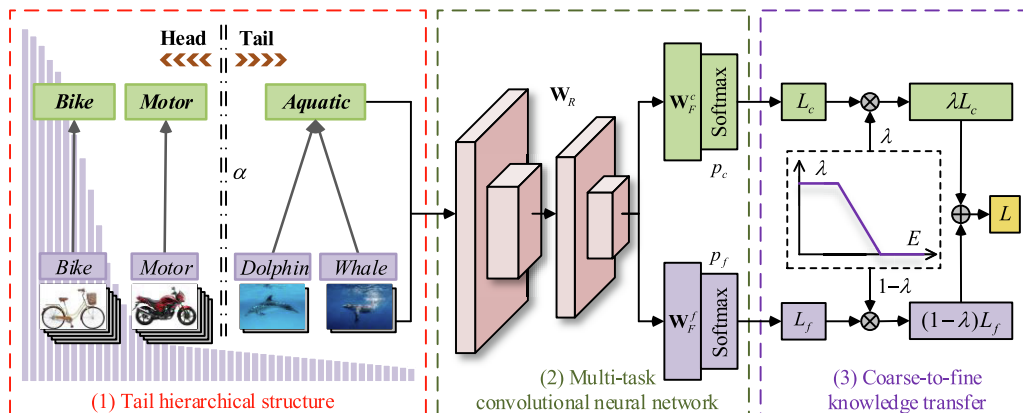 Head Tail
Bike Motor Aquatic
α
Bike Motor Dolphin Whale
(1) Tail hierarchical structure
W_R
W_F^c Softmax
p_c
p_f
W_F^f Softmax
(2) Multi-task
convolutional neural network
L_c λL_c
λ
λ
E
L
1−λ
L_f (1−λ)L_f
(3) Coarse-to-fine
knowledge transfer